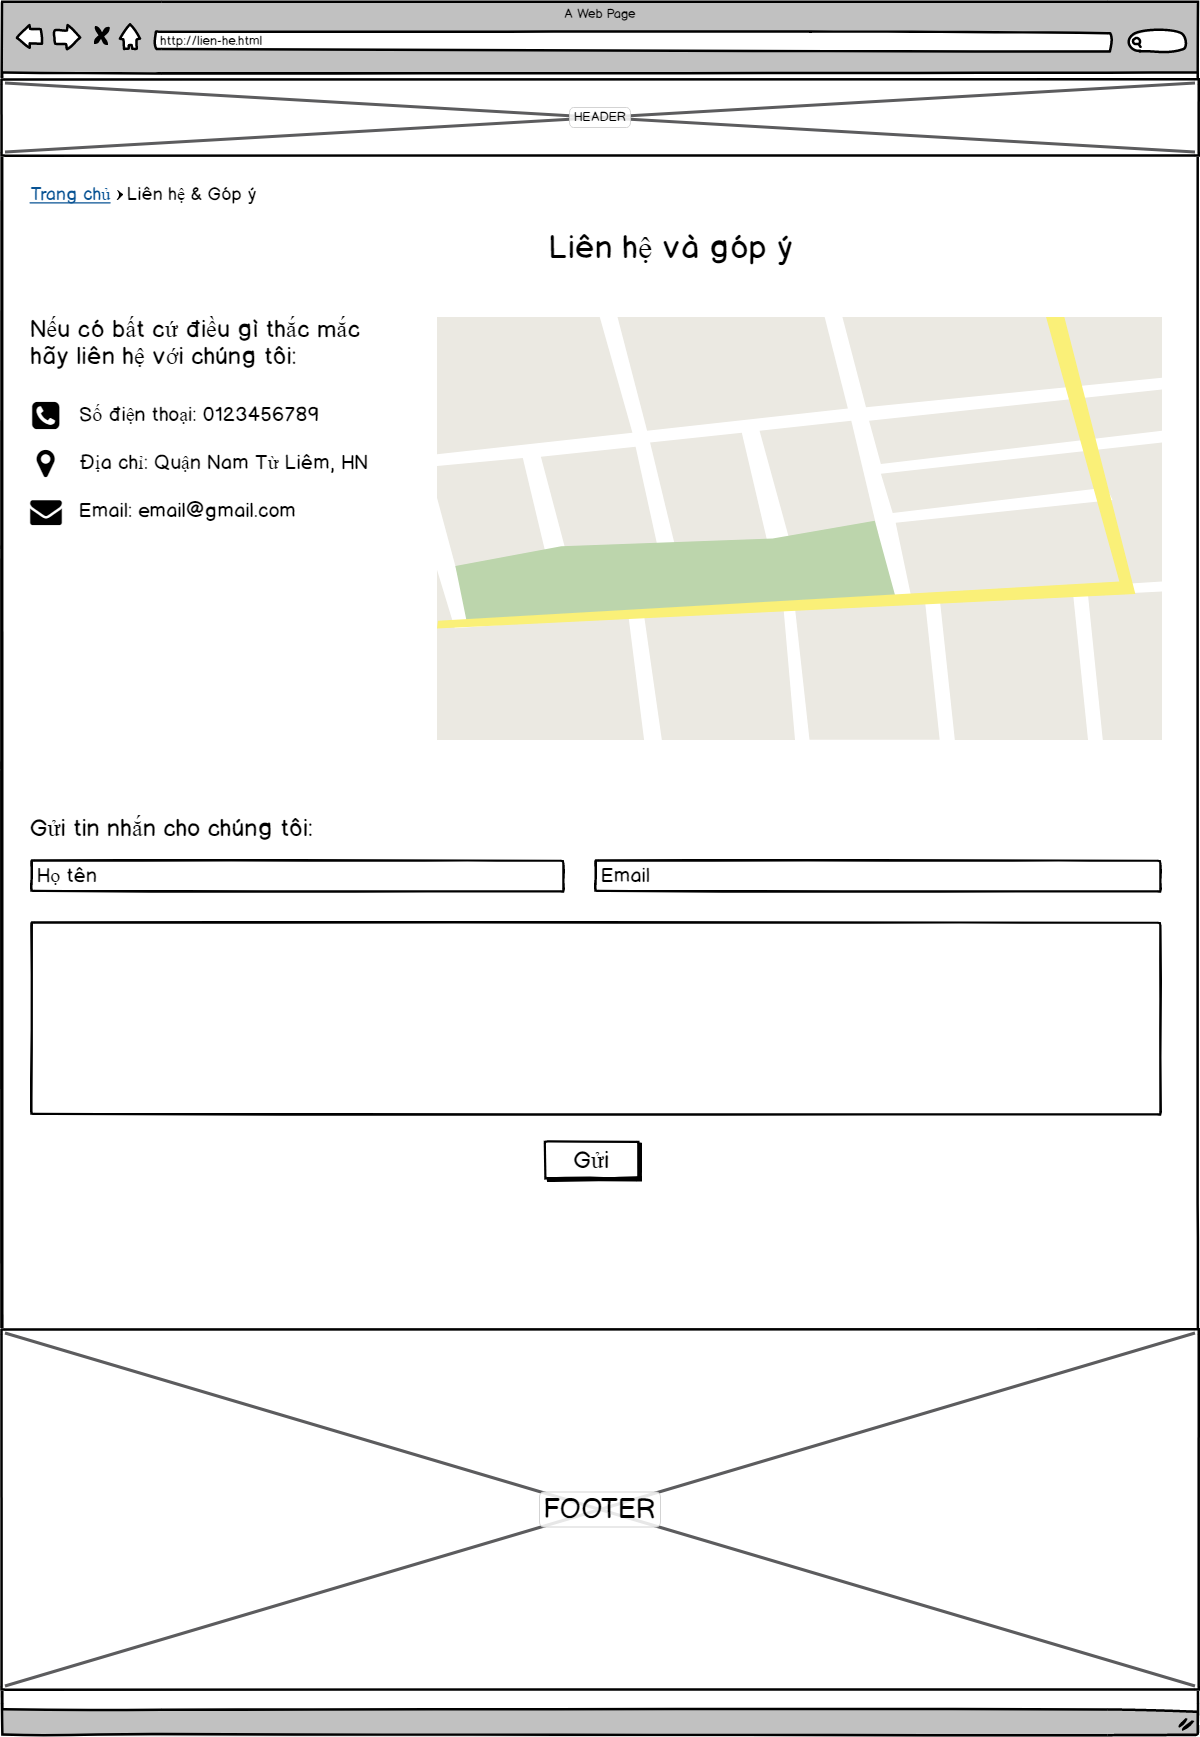 A Web Page
http://lien-he.html
HEADER
Trang chủ > Liên hệ & Góp ý
Liên hệ và góp ý
Nếu có bất cứ điều gì thắc mắc
hãy liên hệ với chúng tôi:
Số điện thoại: 0123456789
Địa chỉ: Quận Nam Từ Liêm, HN
Email: email@gmail.com
Gửi tin nhắn cho chúng tôi:
Họ tên
Email
Gửi
FOOTER